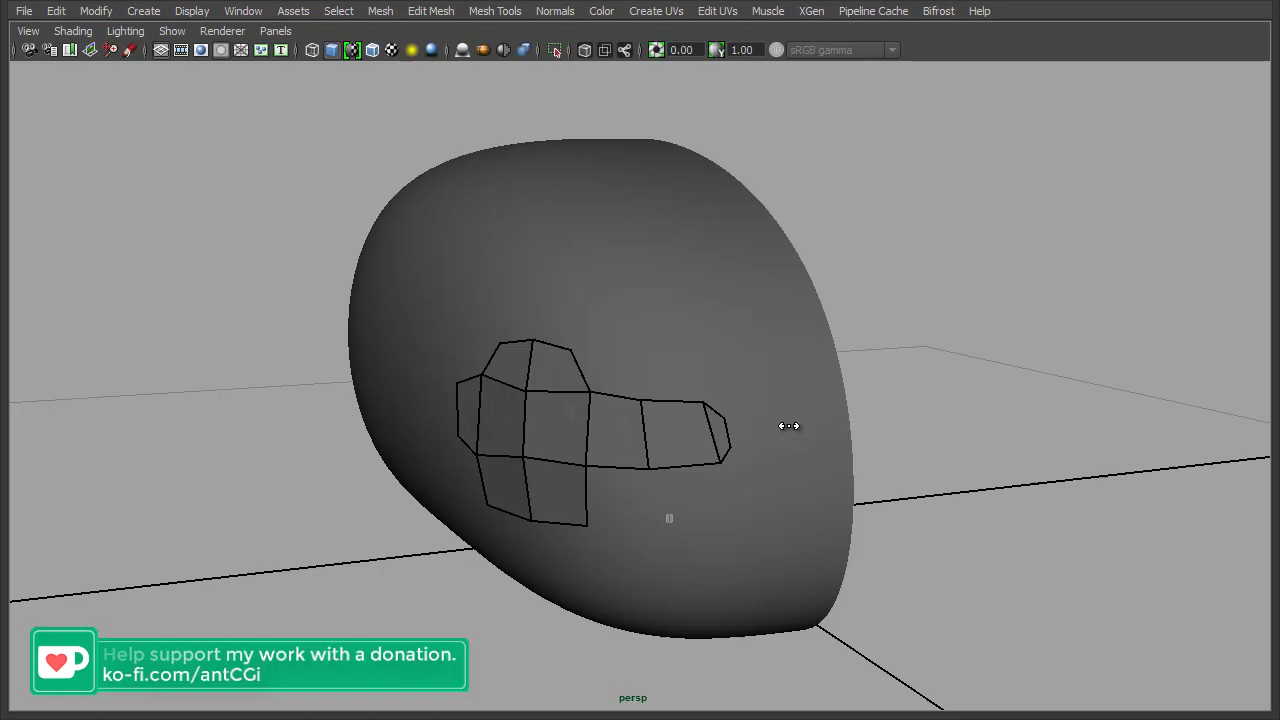 File Edit Modify Create Display Window Assets Select Mesh Edit Mesh Mesh Tools Normals Color Create UVs Edit UVs Muscle XGen Pipeline Cache Bifrost Help
View Shading Lighting Show Renderer Panels
0.00 1.00 sRGB gamma
Help support my work with a donation.
ko-fi.com/antCGi
persp